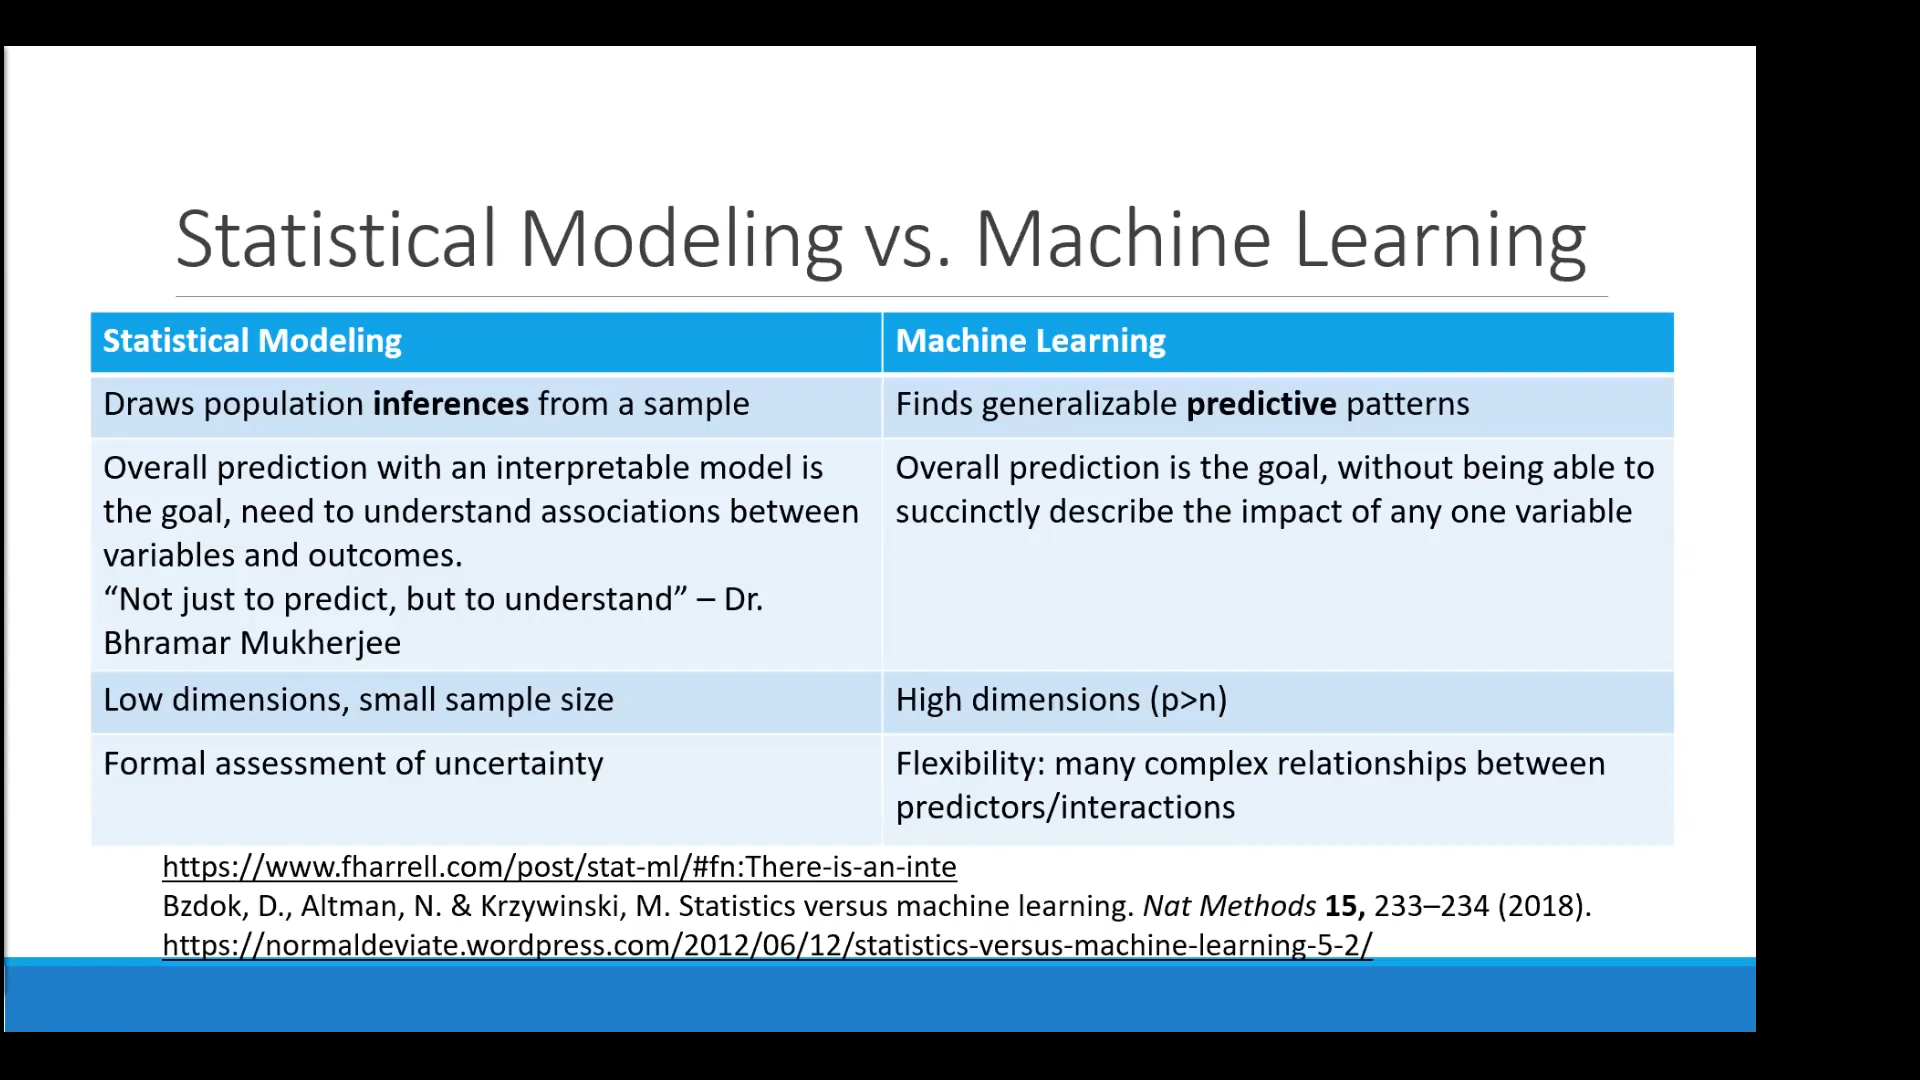 Statistical Modeling vs. Machine Learning
Statistical Modeling
Machine Learning
Draws population inferences from a sample
Finds generalizable predictive patterns
Overall prediction with an interpretable model is
the goal, need to understand associations between
variables and outcomes.
“Not just to predict, but to understand” – Dr.
Bhramar Mukherjee
Overall prediction is the goal, without being able to
succinctly describe the impact of any one variable
Low dimensions, small sample size
High dimensions (p>n)
Formal assessment of uncertainty
Flexibility: many complex relationships between
predictors/interactions
https://www.fharrell.com/post/stat-ml/#fn:There-is-an-inte
Bzdok, D., Altman, N. & Krzywinski, M. Statistics versus machine learning. Nat Methods 15, 233–234 (2018).
https://normaldeviate.wordpress.com/2012/06/12/statistics-versus-machine-learning-5-2/